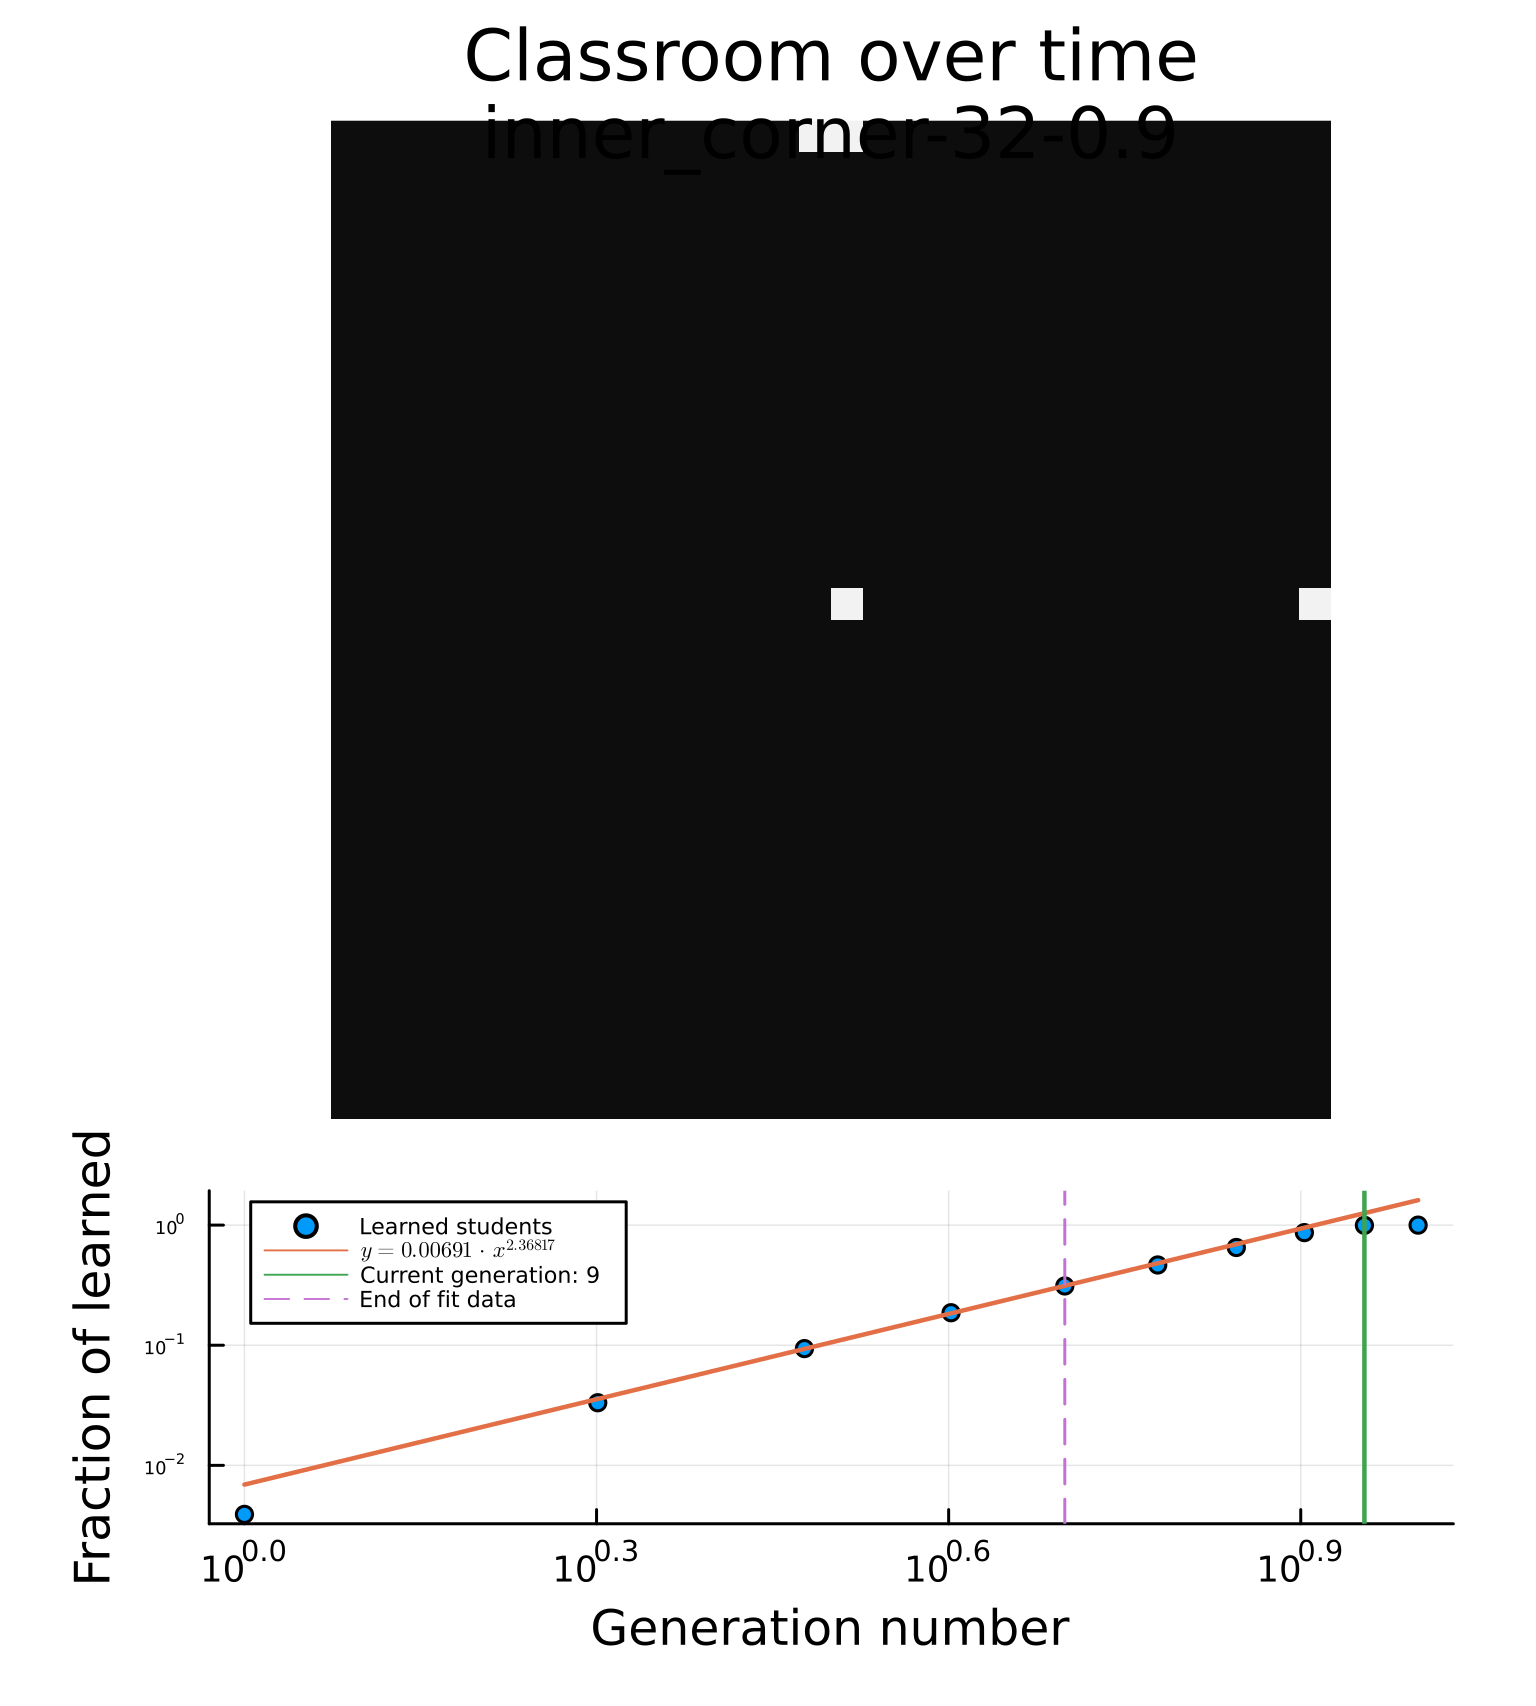 Classroom over time
inner_corner-32-0.9
Fraction of learned
10^0
10^−1
10^−2
Learned students
y = 0.00691 · x^2.36817
Current generation: 9
End of fit data
10^0.0 10^0.3 10^0.6 10^0.9
Generation number